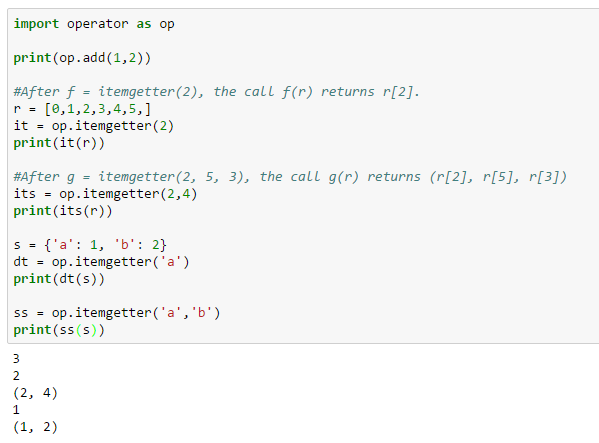 import operator as op
print(op.add(1,2))
#After f = itemgetter(2), the call f(r) returns r[2].
r = [0,1,2,3,4,5,]
it = op.itemgetter(2)
print(it(r))
#After g = itemgetter(2, 5, 3), the call g(r) returns (r[2], r[5], r[3])
its = op.itemgetter(2,4)
print(its(r))
s = {'a': 1, 'b': 2}
dt = op.itemgetter('a')
print(dt(s))
ss = op.itemgetter('a','b')
print(ss(s))
3
2
(2, 4)
1
(1, 2)